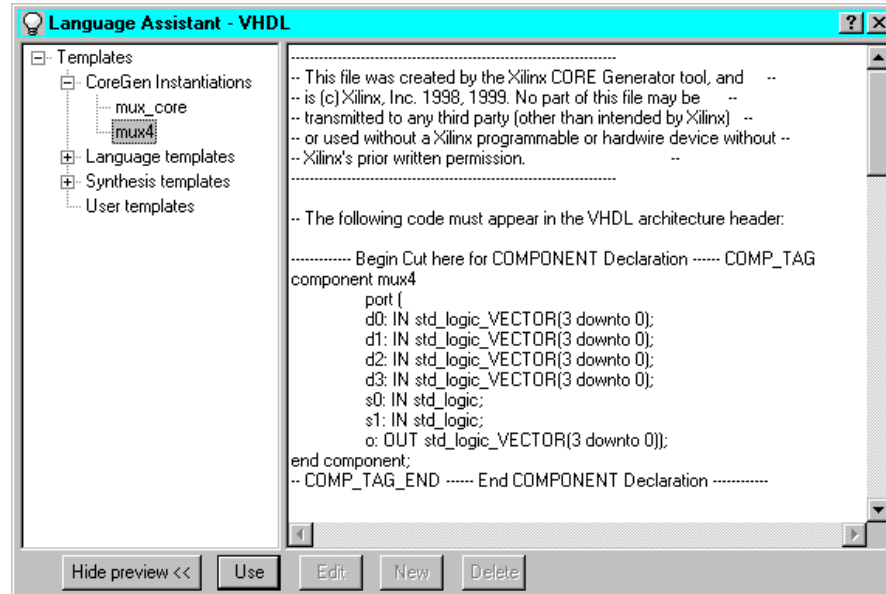 Language Assistant - VHDL
Templates
CoreGen Instantiations
mux_core
mux4
Language templates
Synthesis templates
User templates
------------------------------------------------------------------------
-- This file was created by the Xilinx CORE Generator tool, and --
-- is (c) Xilinx, Inc. 1998, 1999. No part of this file may be --
-- transmitted to any third party (other than intended by Xilinx) --
-- or used without a Xilinx programmable or hardwire device without --
-- Xilinx's prior written permission. --
------------------------------------------------------------------------
-- The following code must appear in the VHDL architecture header:
------------- Begin Cut here for COMPONENT Declaration ------ COMP_TAG
component mux4
port (
d0: IN std_logic_VECTOR(3 downto 0);
d1: IN std_logic_VECTOR(3 downto 0);
d2: IN std_logic_VECTOR(3 downto 0);
d3: IN std_logic_VECTOR(3 downto 0);
s0: IN std_logic;
s1: IN std_logic;
o: OUT std_logic_VECTOR(3 downto 0));
end component;
-- COMP_TAG_END ------ End COMPONENT Declaration ------------
Hide preview << Use Edit New Delete